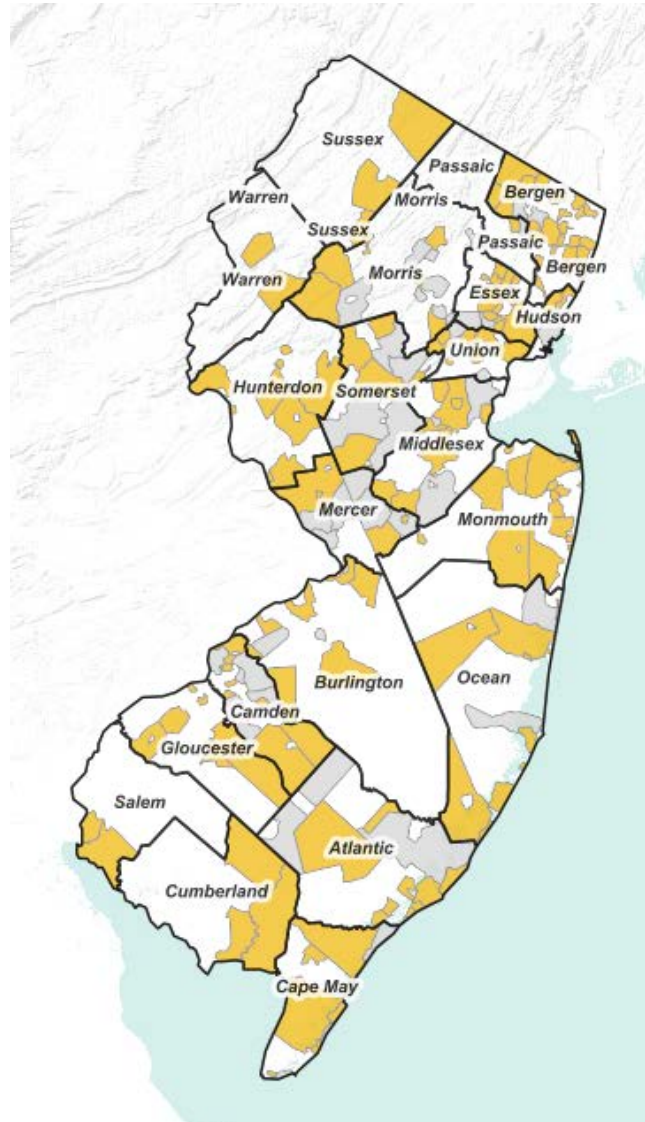 Sussex
Passaic
Bergen
Warren
Morris
Sussex
Passaic
Morris
Bergen
Warren
Essex
Hudson
Union
Hunterdon
Somerset
Middlesex
Mercer
Monmouth
Burlington
Ocean
Camden
Gloucester
Salem
Atlantic
Cumberland
Cape May